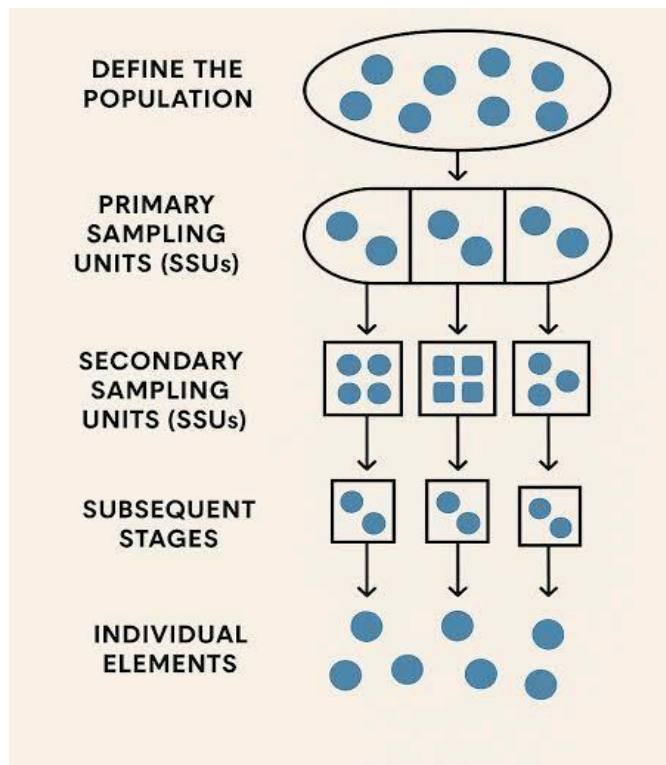 DEFINE THE
POPULATION
PRIMARY
SAMPLING
UNITS (SSUs)
SECONDARY
SAMPLING
UNITS (SSUs)
SUBSEQUENT
STAGES
INDIVIDUAL
ELEMENTS